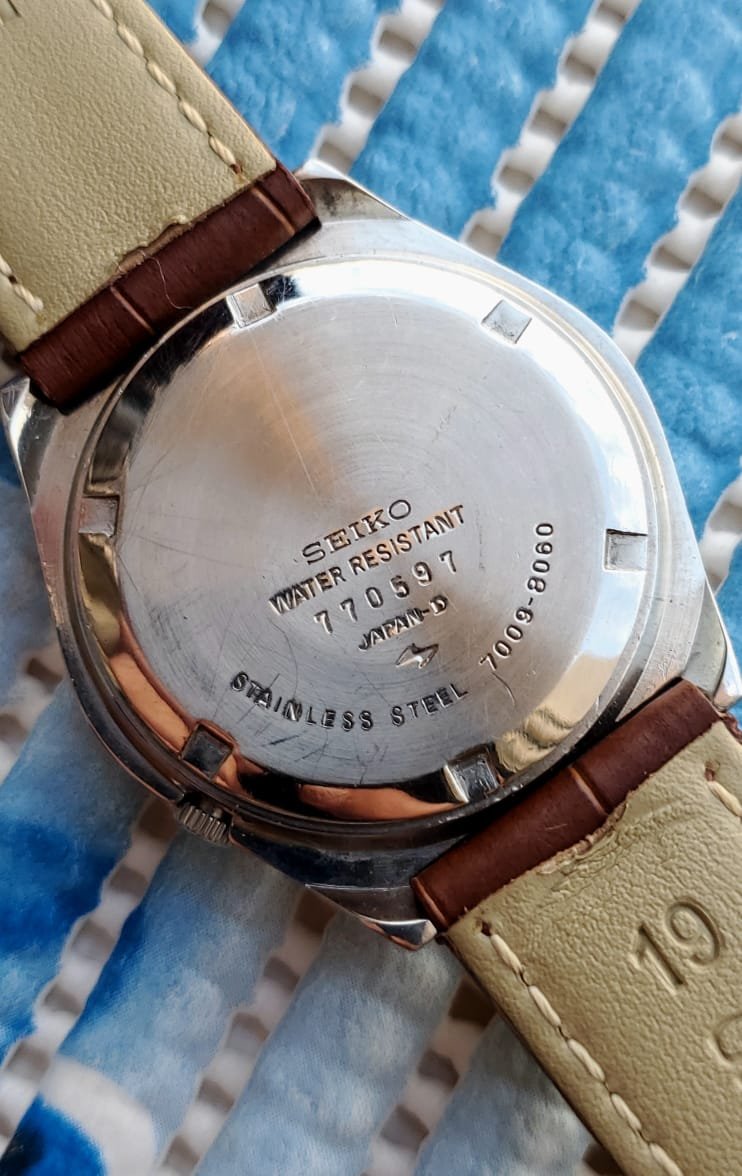 SEIKO
WATER RESISTANT
770597
JAPAN-D
STAINLESS STEEL 7009-8060
19